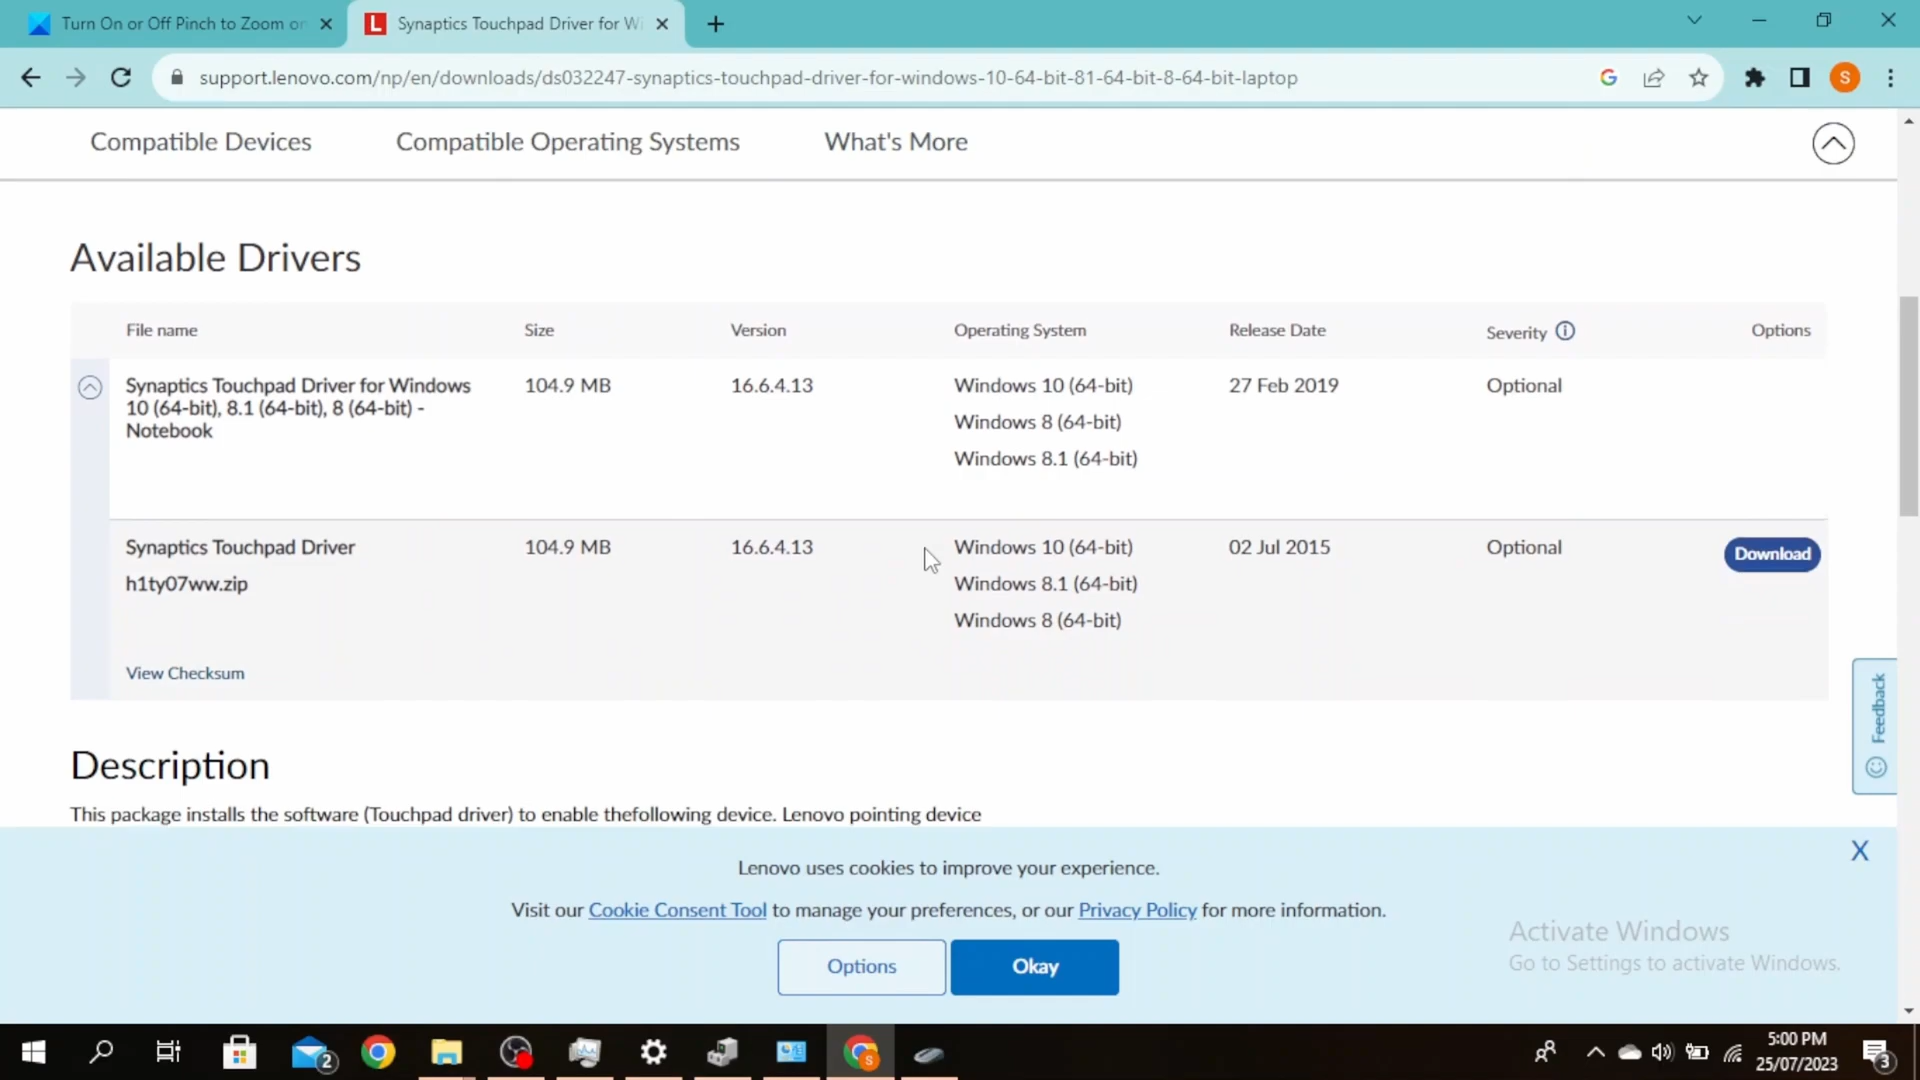 Turn On or Off Pinch to Zoom on
Synaptics Touchpad Driver for Wi
support.lenovo.com/np/en/downloads/ds032247-synaptics-touchpad-driver-for-windows-10-64-bit-81-64-bit-8-64-bit-laptop
S
Compatible Devices Compatible Operating Systems What's More
Available Drivers
File name Size Version Operating System Release Date Severity Options
Synaptics Touchpad Driver for Windows 104.9 MB 16.6.4.13 Windows 10 (64-bit) 27 Feb 2019 Optional
10 (64-bit), 8.1 (64-bit), 8 (64-bit) - Windows 8 (64-bit)
Notebook Windows 8.1 (64-bit)
Synaptics Touchpad Driver 104.9 MB 16.6.4.13 Windows 10 (64-bit) 02 Jul 2015 Optional Download
h1ty07ww.zip Windows 8.1 (64-bit)
Windows 8 (64-bit)
View Checksum
Feedback
Description
This package installs the software (Touchpad driver) to enable thefollowing device. Lenovo pointing device
X
Lenovo uses cookies to improve your experience.
Visit our Cookie Consent Tool to manage your preferences, or our Privacy Policy for more information.
Options Okay
Activate Windows
Go to Settings to activate Windows.
2
S
5:00 PM
25/07/2023
3